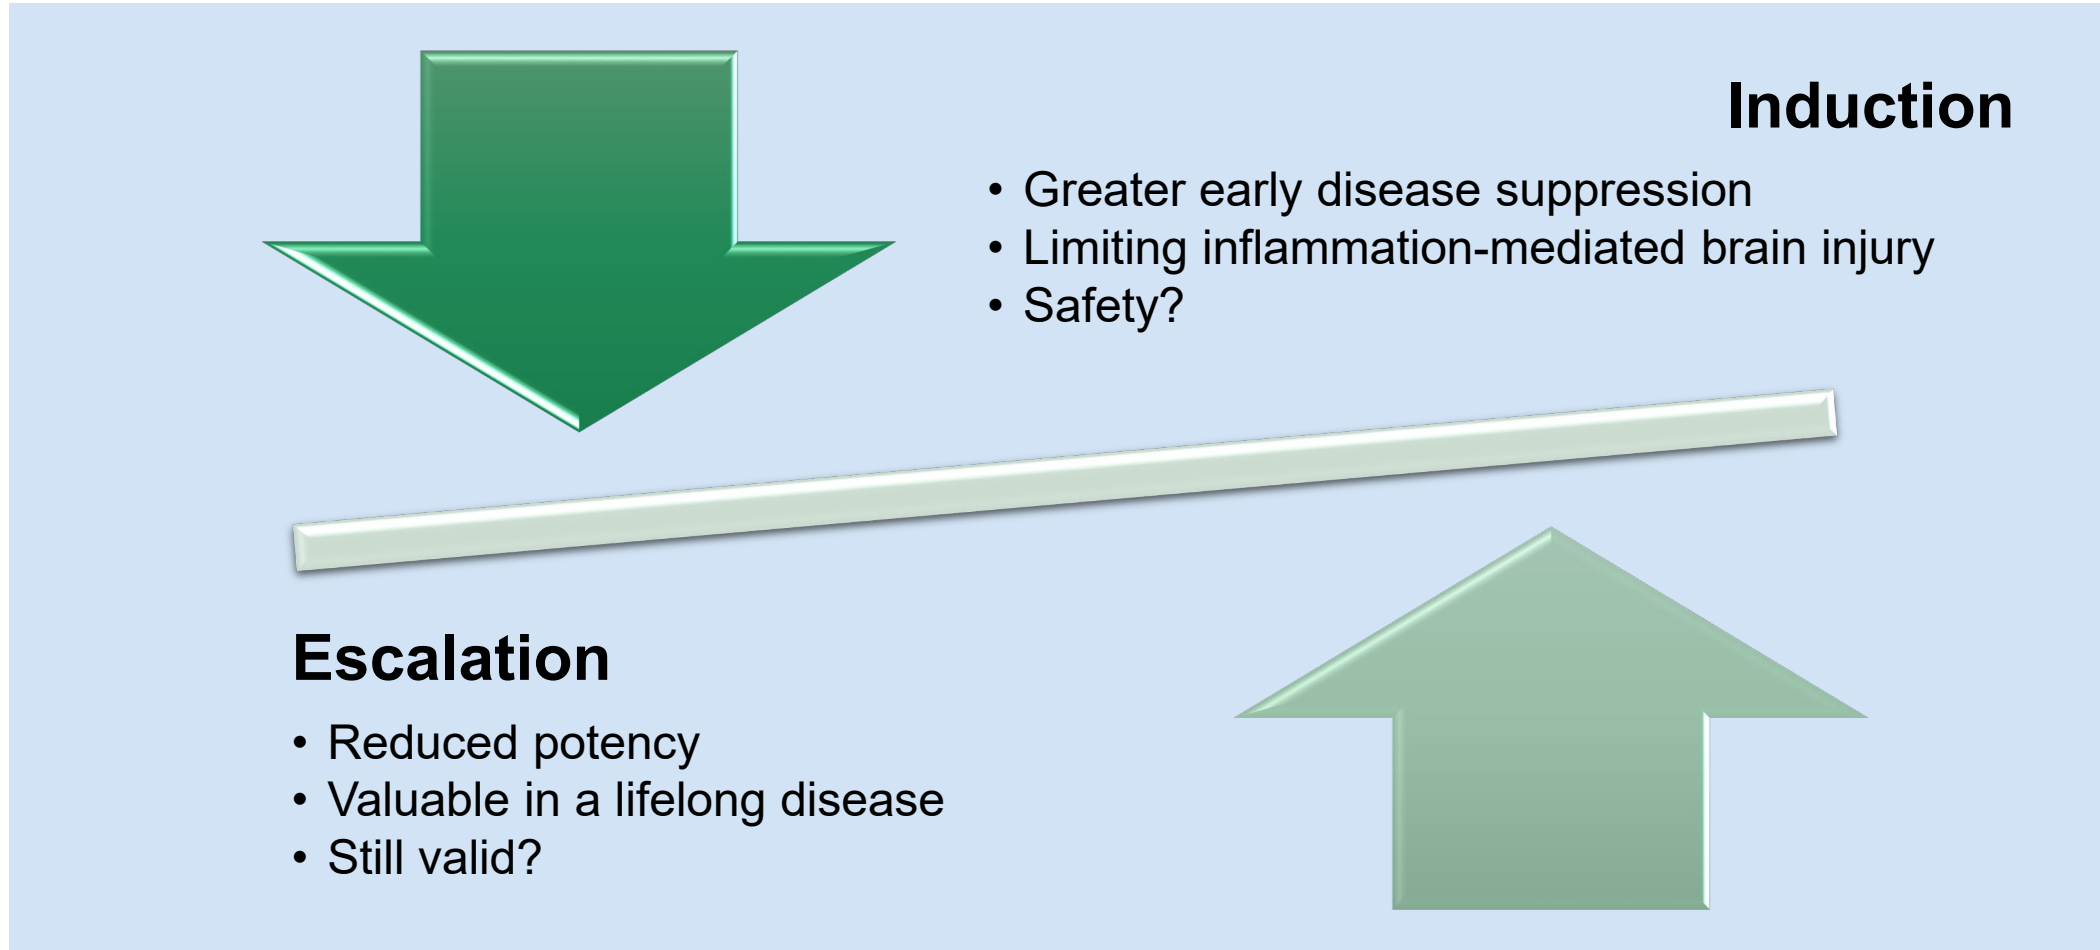 Induction
• Greater early disease suppression
• Limiting inflammation-mediated brain injury
• Safety?
Escalation
• Reduced potency
• Valuable in a lifelong disease
• Still valid?